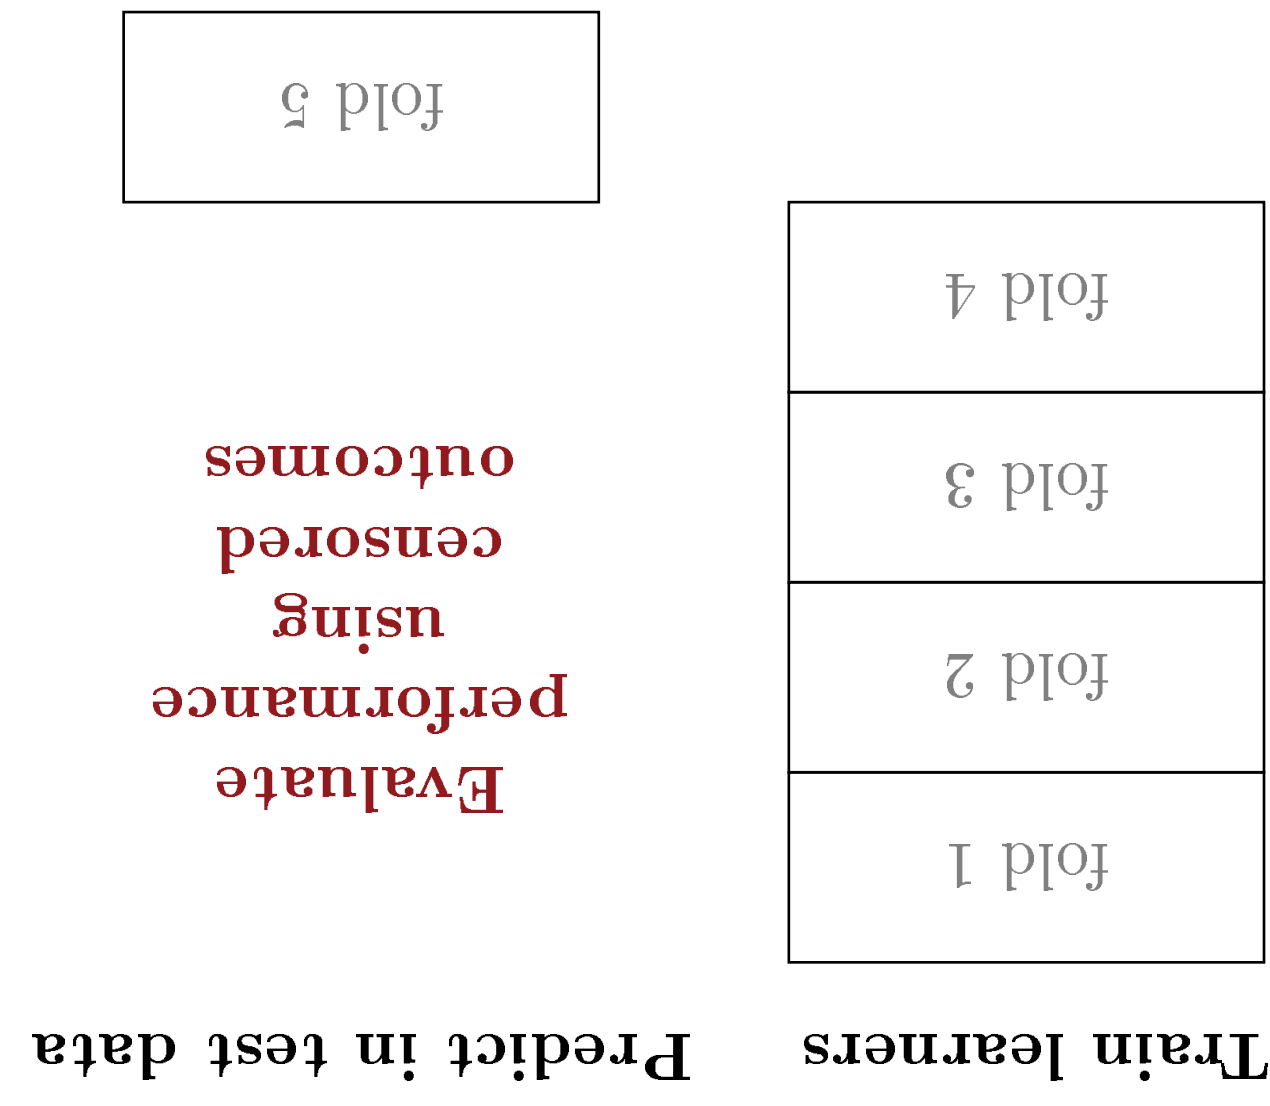 Train learners
Predict in test data
fold 1
fold 2
fold 3
fold 4
Evaluate
performance
using
censored
outcomes
fold 5